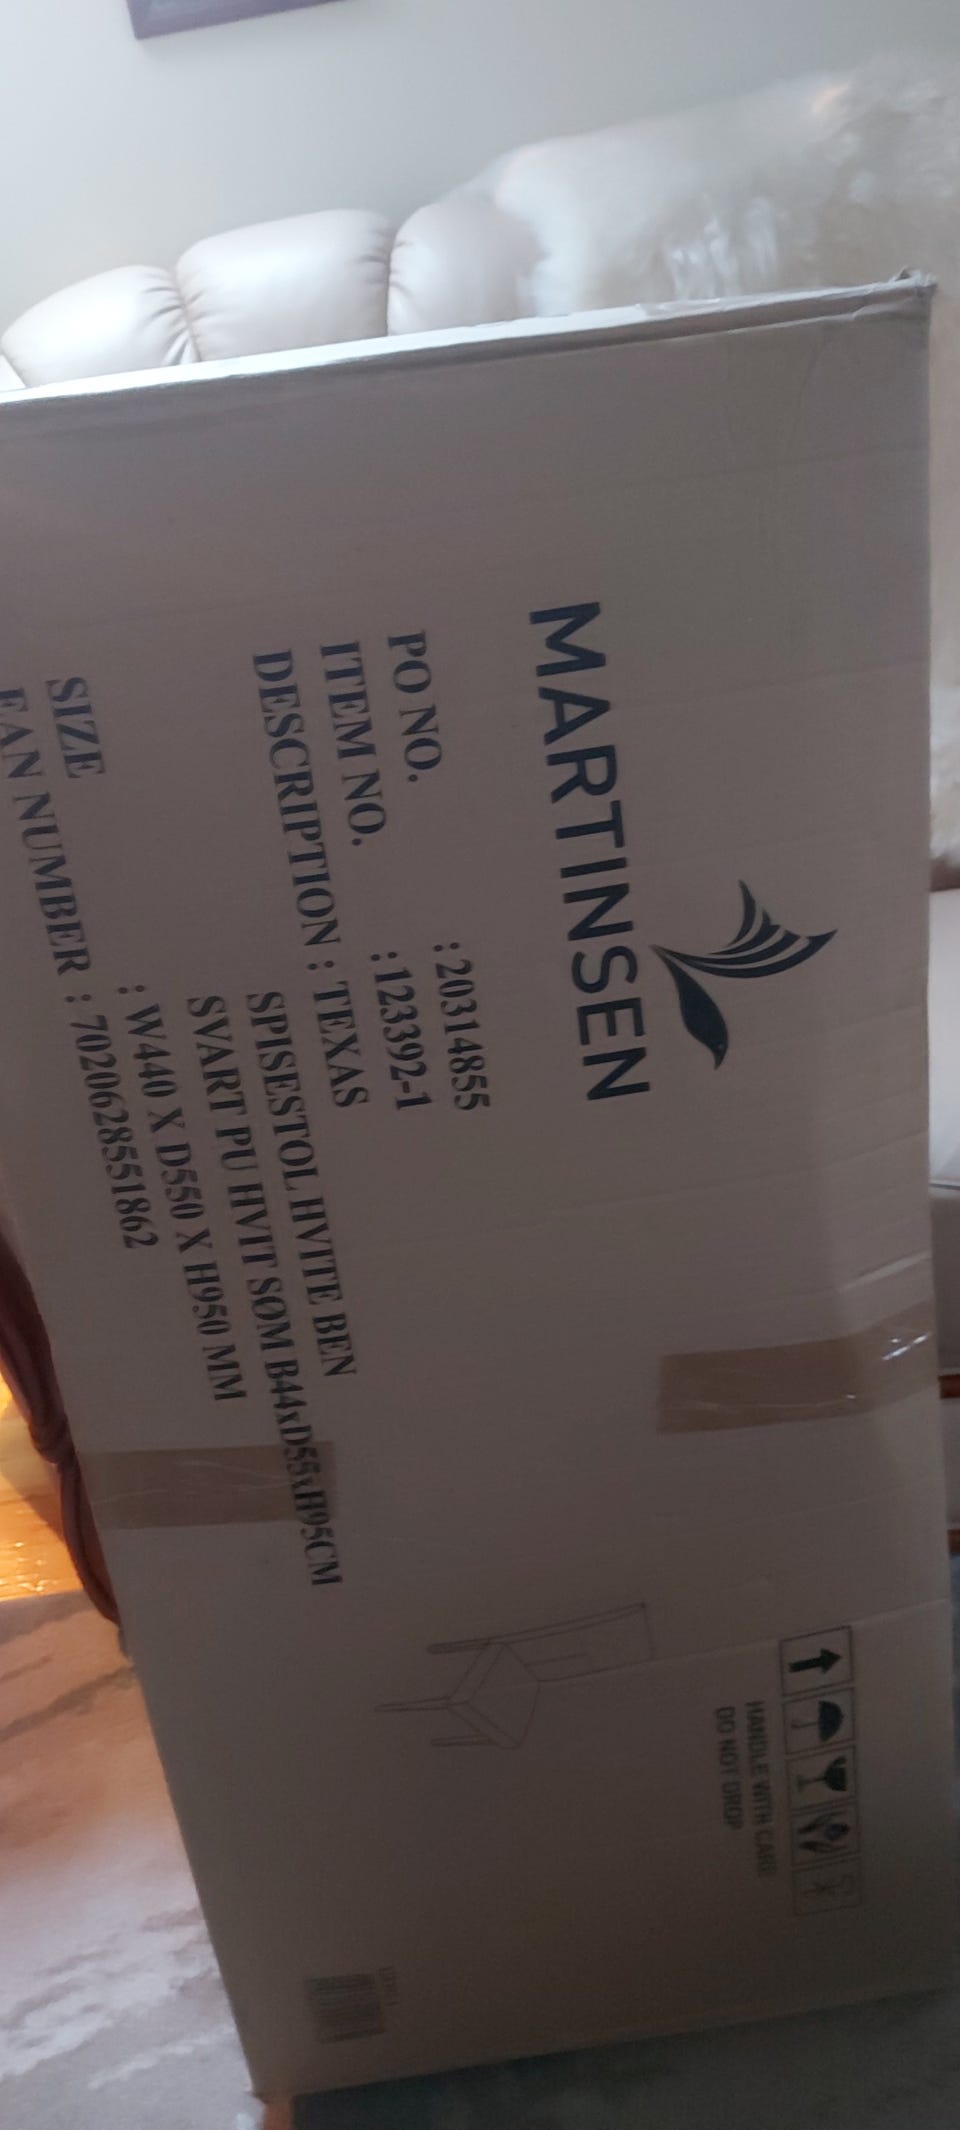 MARTINSEN
PO NO. : 20314855
ITEM NO. :123392-1
DESCRIPTION : TEXAS
SPISESTOL HVITE BEN
SVART PU HVIT SØM B44xD55xH95CM
SIZE : W440 X D550 X H950 MM
EAN NUMBER : 7020628551862
HANDLE WITH CARE
DO NOT DROP